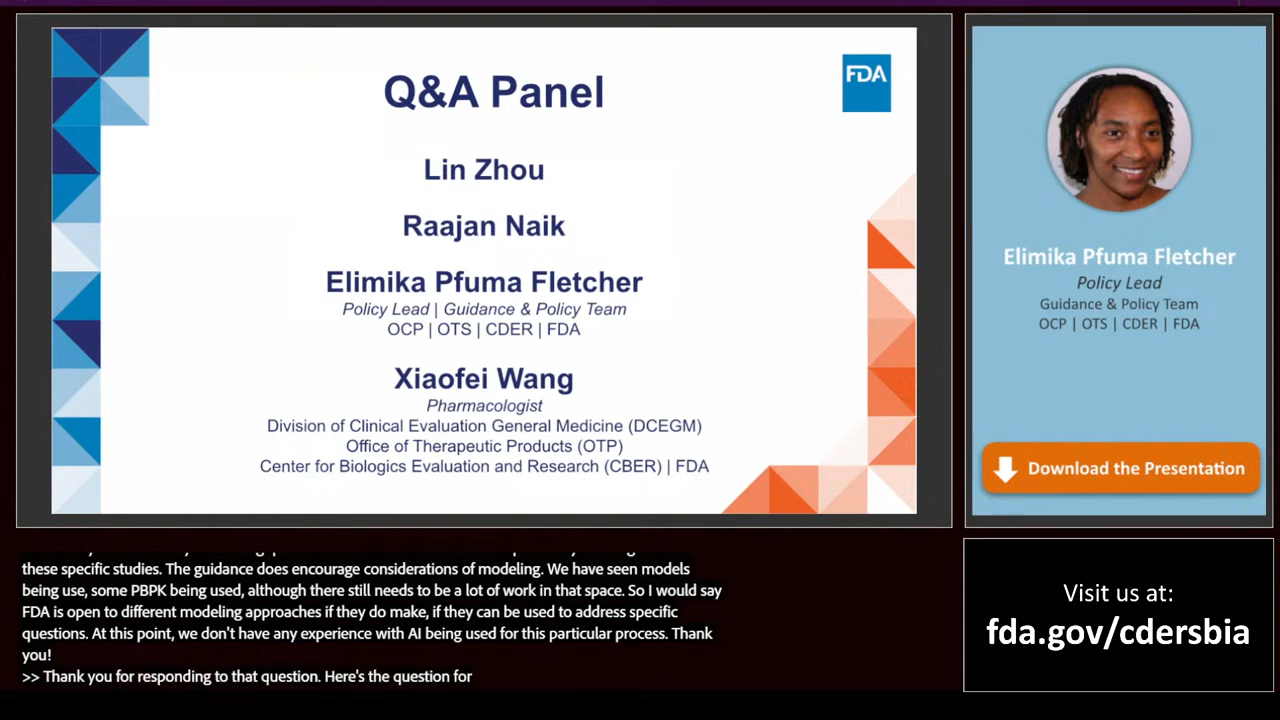 Q&A Panel
FDA
Lin Zhou
Raajan Naik
Elimika Pfuma Fletcher
Policy Lead | Guidance & Policy Team
OCP | OTS | CDER | FDA
Xiaofei Wang
Pharmacologist
Division of Clinical Evaluation General Medicine (DCEGM)
Office of Therapeutic Products (OTP)
Center for Biologics Evaluation and Research (CBER) | FDA
Elimika Pfuma Fletcher
Policy Lead
Guidance & Policy Team
OCP | OTS | CDER | FDA
Download the Presentation
these specific studies. The guidance does encourage considerations of modeling. We have seen models
being use, some PBPK being used, although there still needs to be a lot of work in that space. So I would say
FDA is open to different modeling approaches if they do make, if they can be used to address specific
questions. At this point, we don't have any experience with AI being used for this particular process. Thank
you!
>> Thank you for responding to that question. Here's the question for
Visit us at:
fda.gov/cdersbia